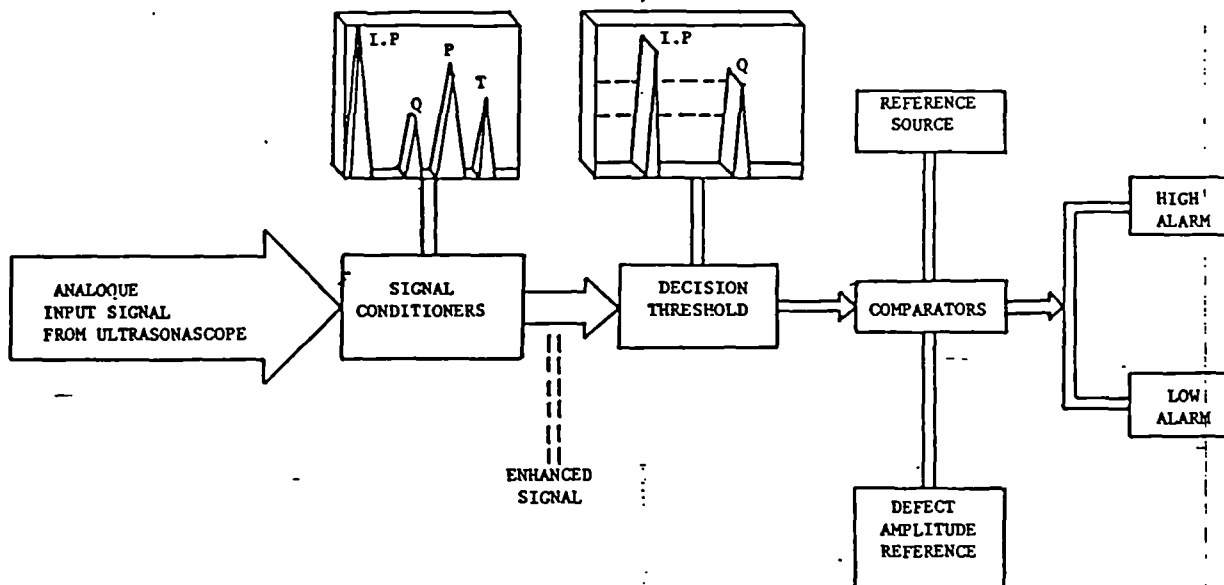 I.P
P
Q
T
I.P
Q
REFERENCE
SOURCE
HIGH
ALARM
ANALOQUE
INPUT SIGNAL
FROM ULTRASONASCOPE
SIGNAL
CONDITIONERS
DECISION
THRESHOLD
COMPARATORS
LOW
ALARM
ENHANCED
SIGNAL
DEFECT
AMPLITUDE
REFERENCE